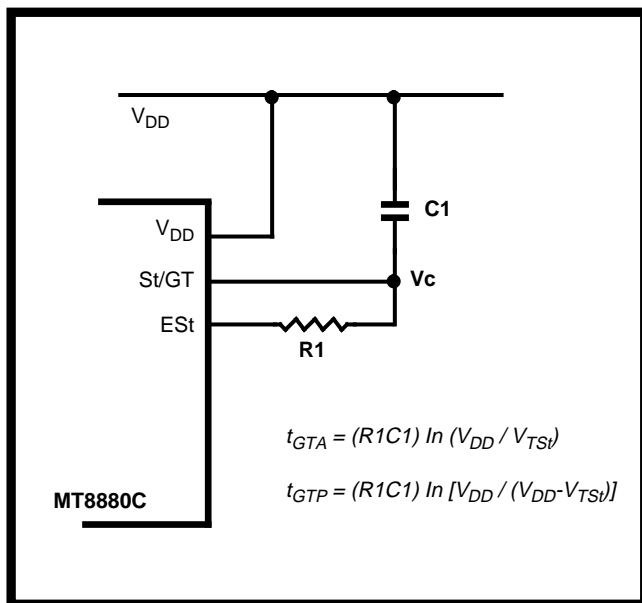 VDD
C1
VDD
St/GT
Vc
ESt
R1
tGTA = (R1C1) In (VDD / VTSt)
tGTP = (R1C1) In [VDD / (VDD-VTSt)]
MT8880C